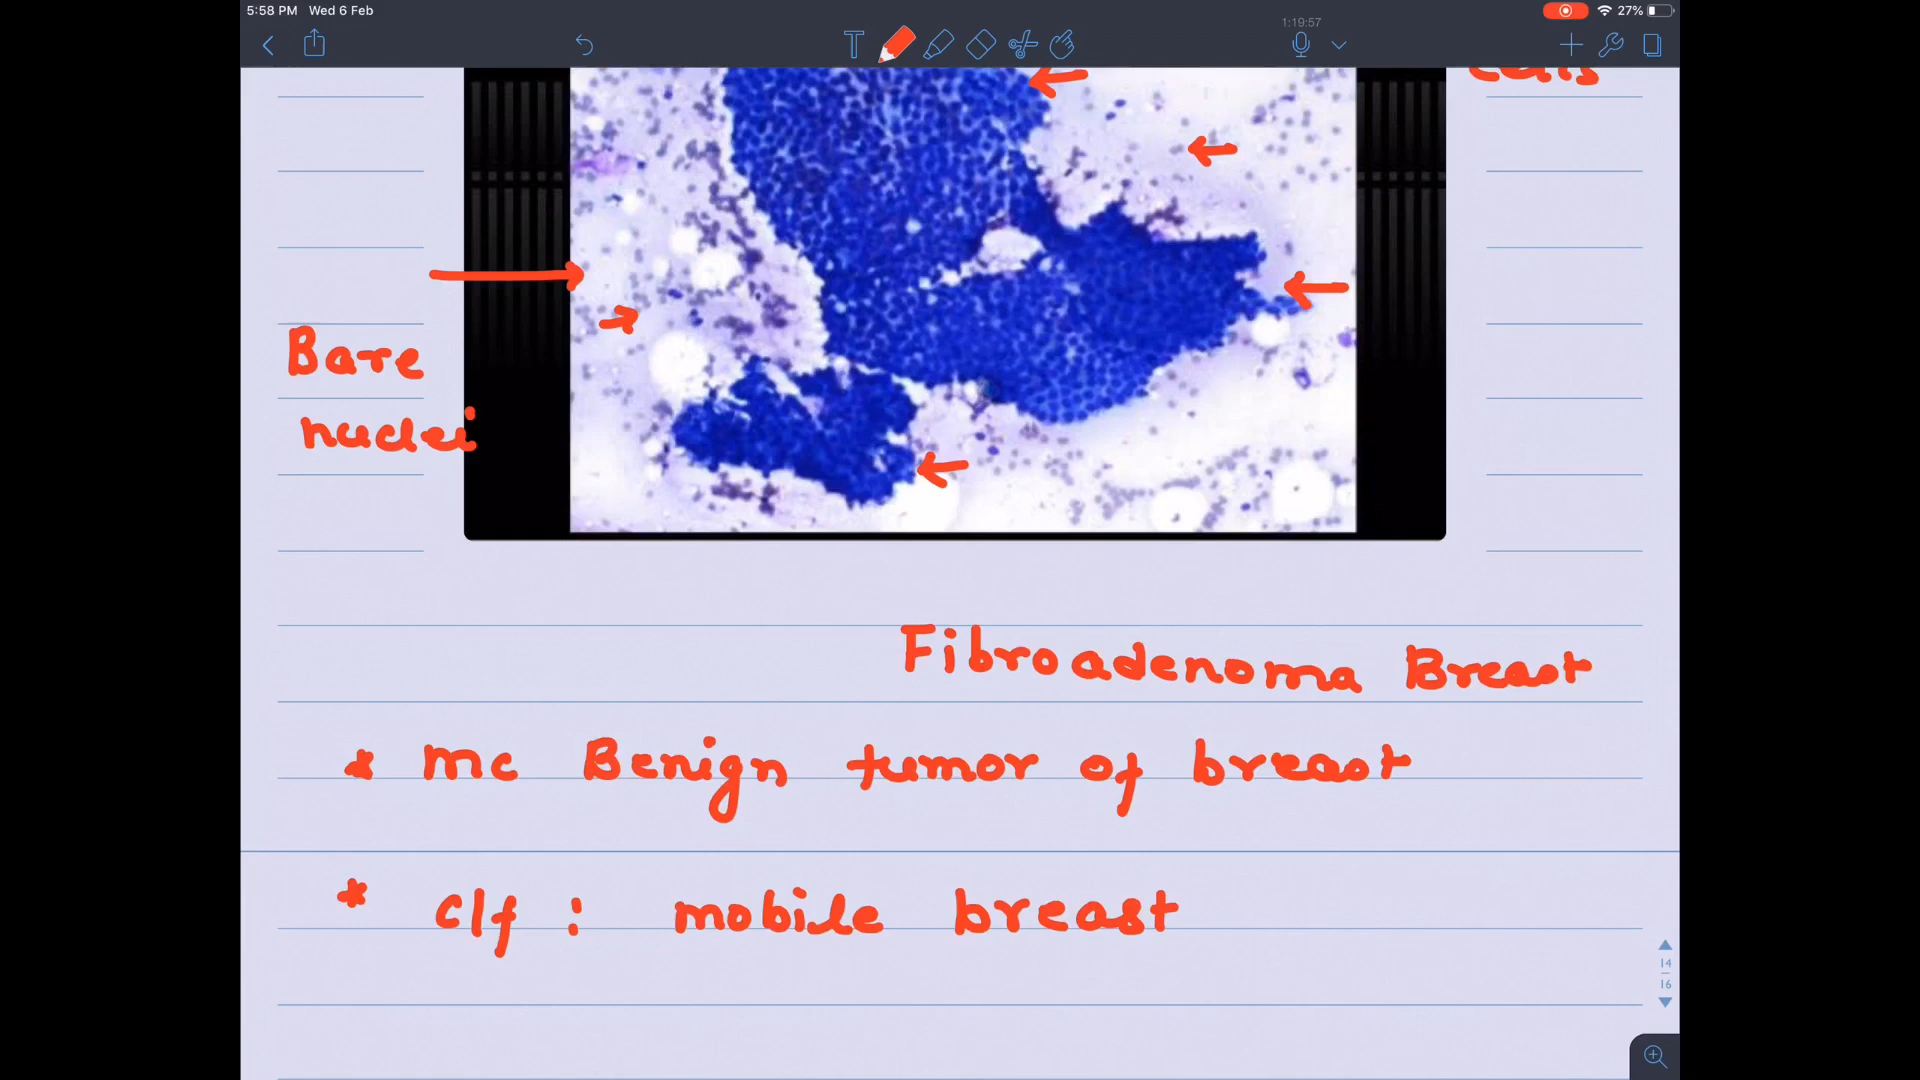 5:58 PM Wed 6 Feb
27%
1:19:57
T
cells
Bare
nuclei
Fibroadenoma Breast
* mc Benign tumor of breast
* c/f : mobile breast
14
16